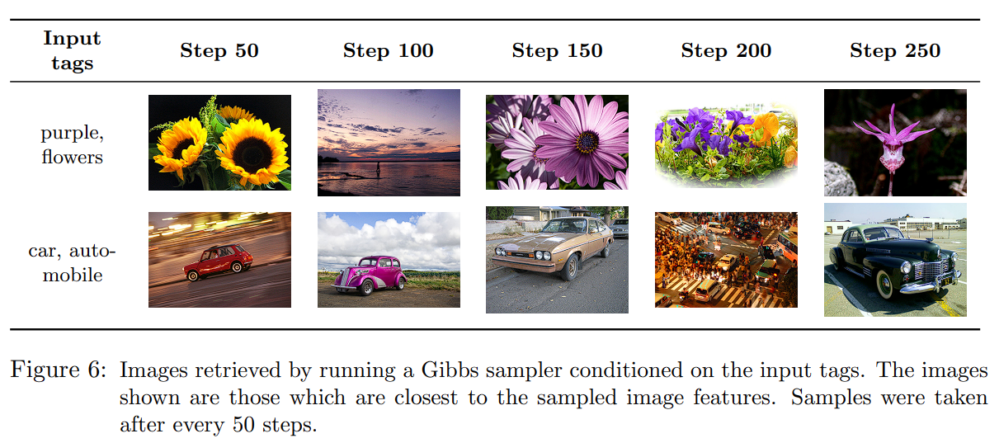 Input
tags
Step 50 Step 100 Step 150 Step 200 Step 250
purple,
flowers
car, auto-
mobile
Figure 6: Images retrieved by running a Gibbs sampler conditioned on the input tags. The images
shown are those which are closest to the sampled image features. Samples were taken
after every 50 steps.